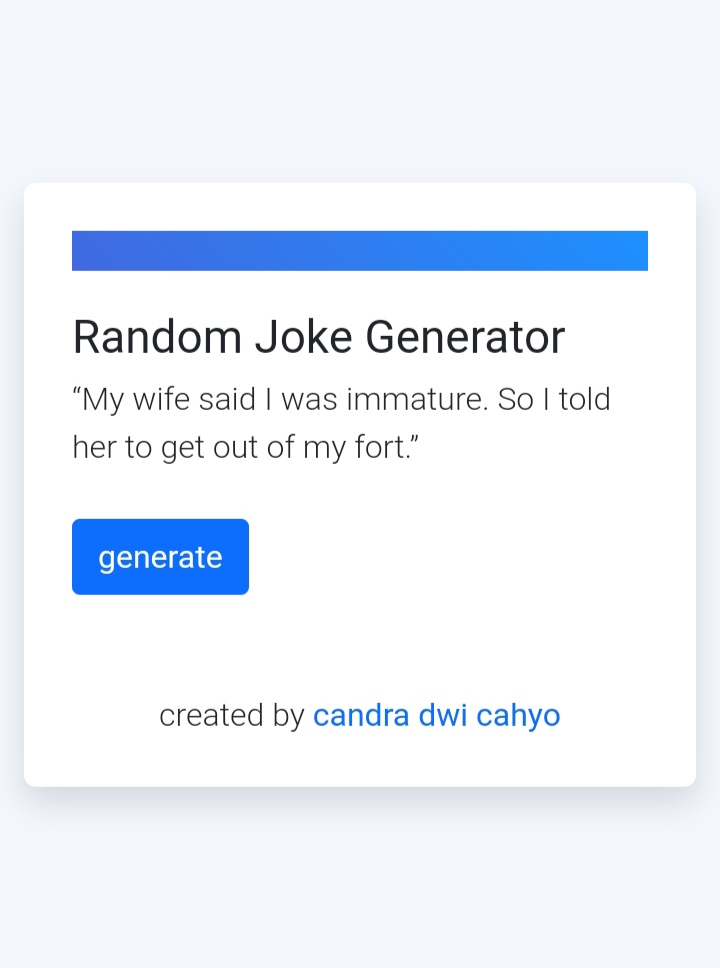 Random Joke Generator
“My wife said I was immature. So I told
her to get out of my fort.”
generate
created by candra dwi cahyo